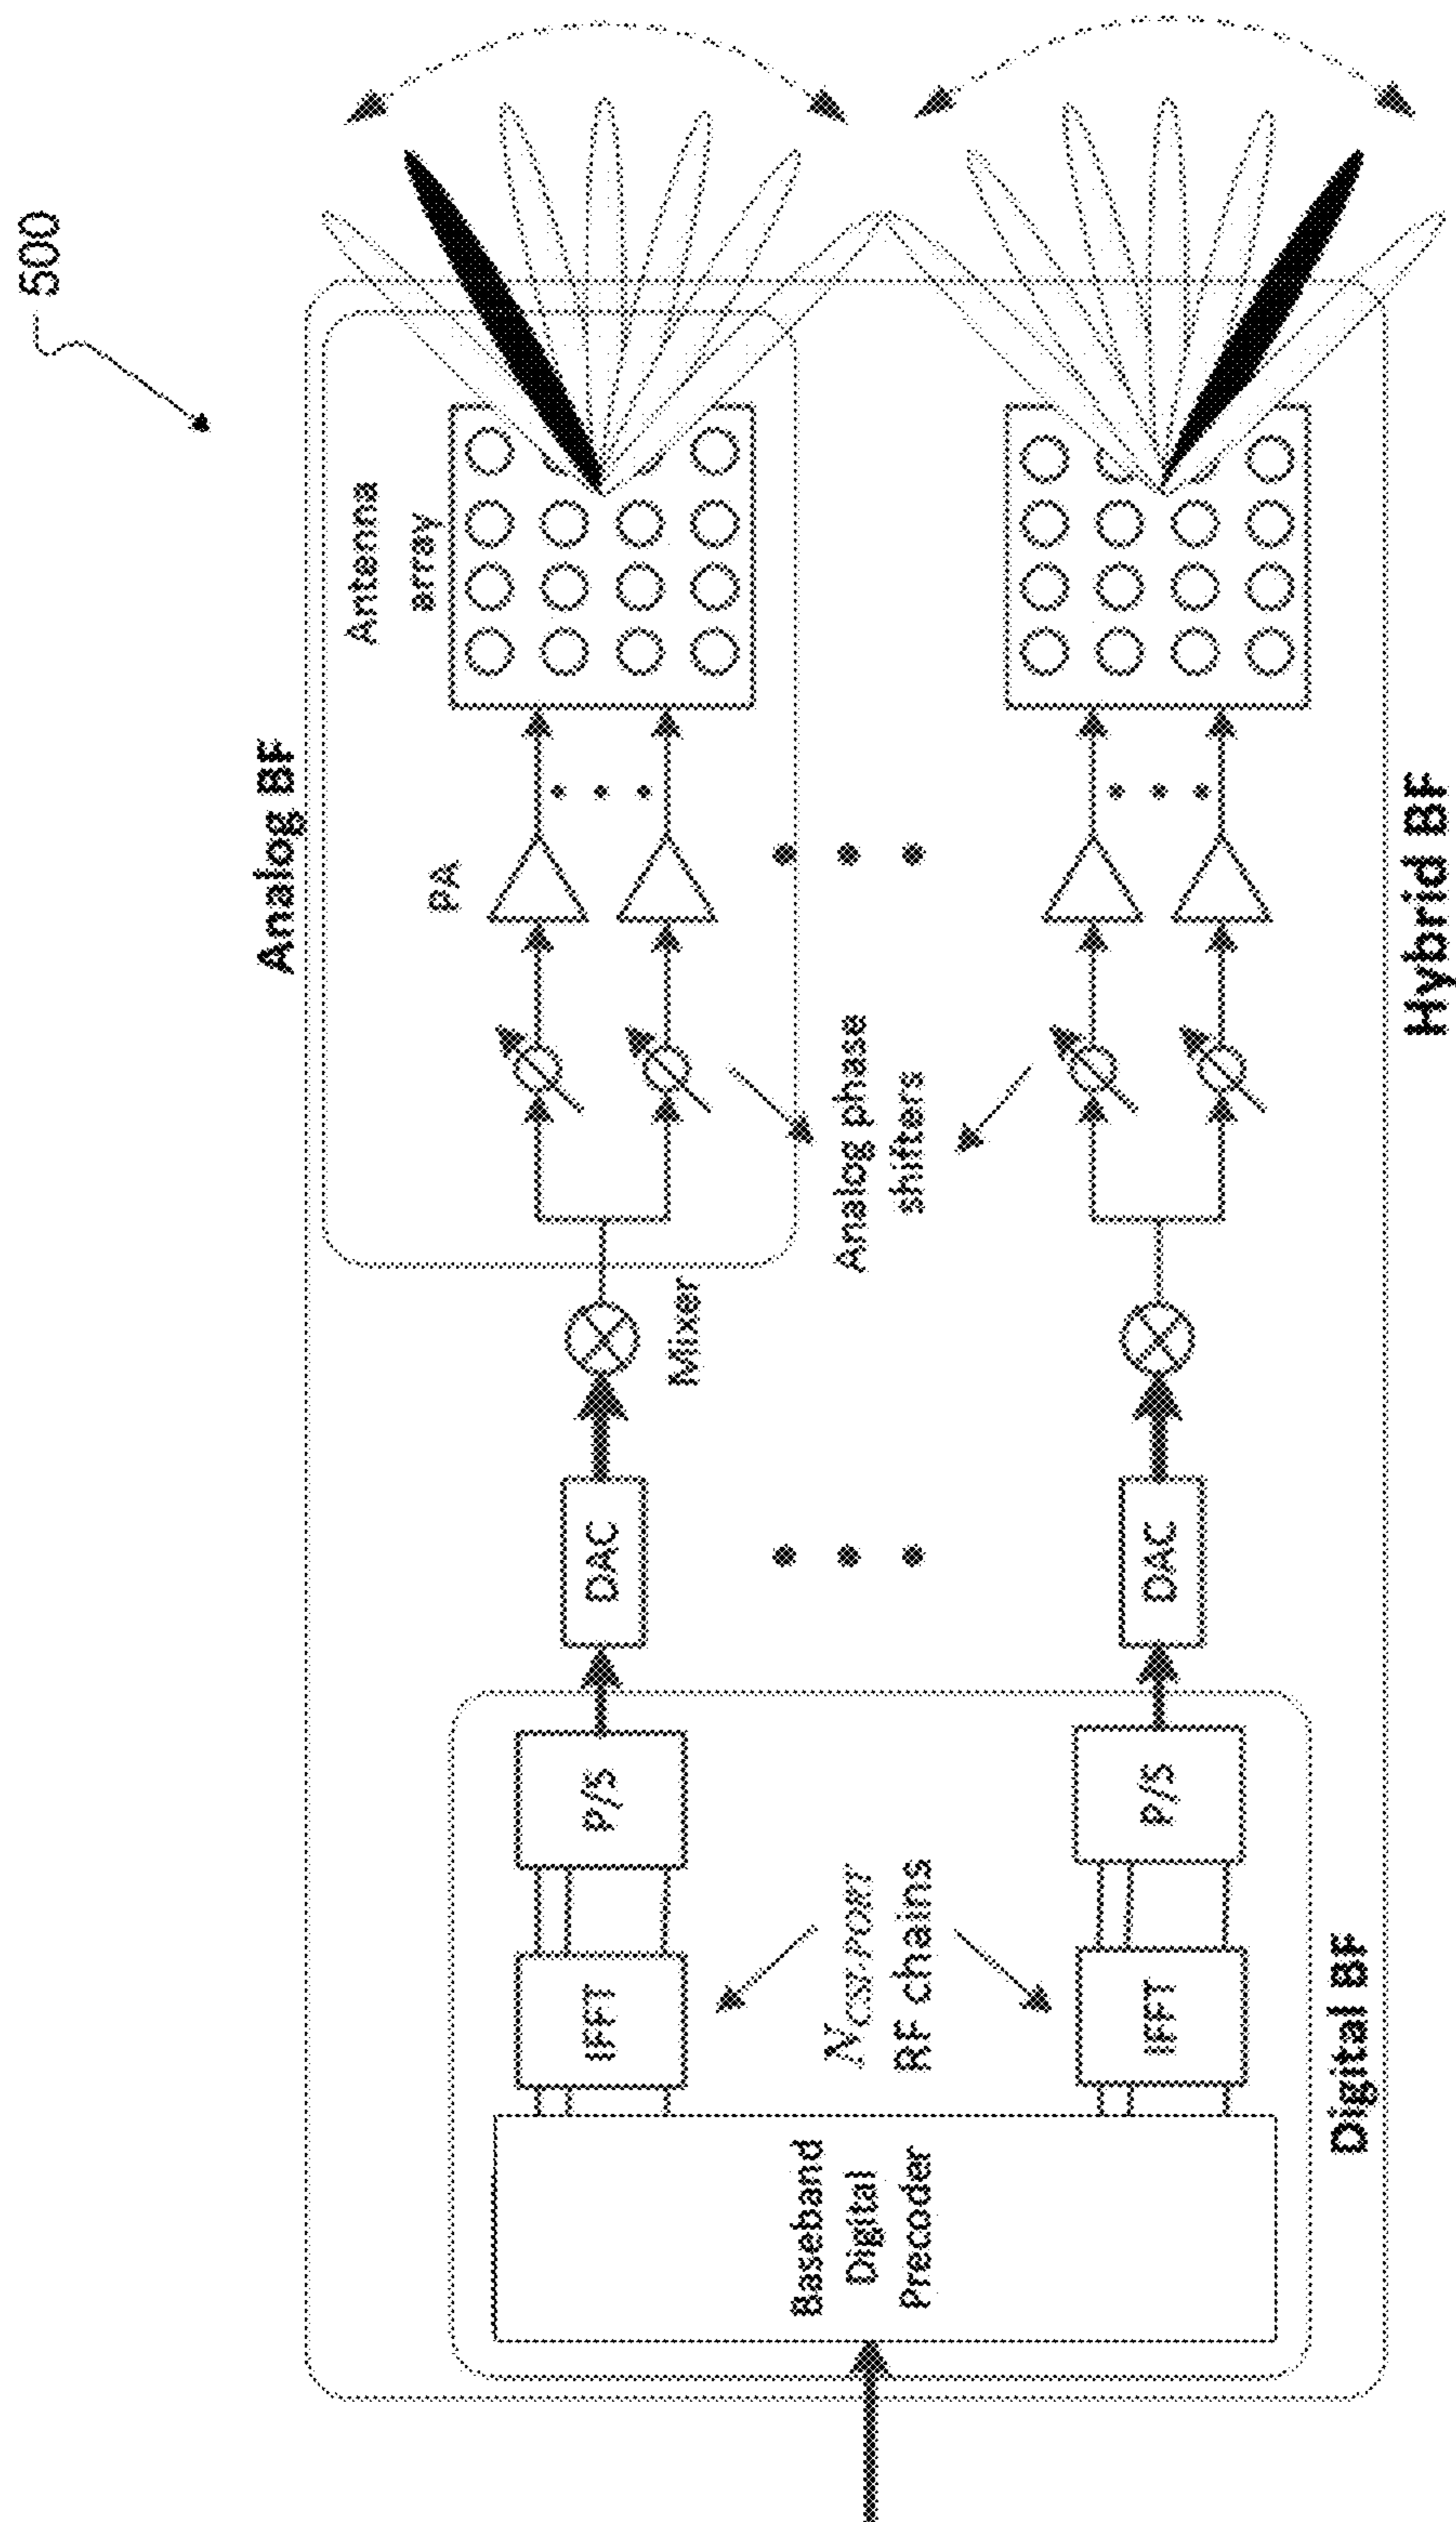 500
Analog BF
Antenna
array
PA
Mixer
Analog phase
shifters
DAC
DAC
P/S
P/S
IFFT
IFFT
N_CSI-PORT
RF chains
Baseband
Digital
Precoder
Digital BF
Hybrid BF